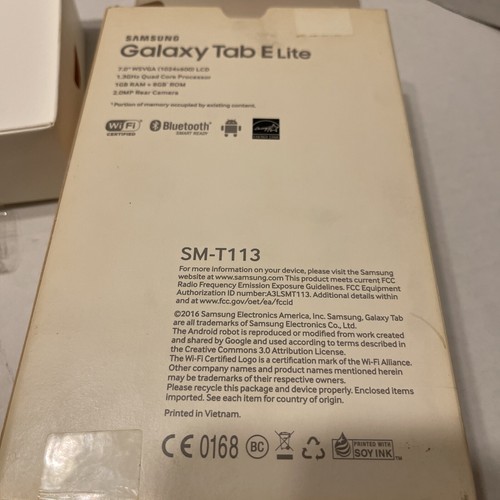 SAMSUNG
Galaxy Tab E Lite
7.0" WSVGA (1024x600) LCD
1.3GHz Quad Core Processor
1GB RAM + 8GB* ROM
2.0MP Rear Camera
*Portion of memory occupied by existing content.
Wi Fi CERTIFIED Bluetooth® SMART READY
SM-T113
For more information on your device, please visit the Samsung
website at www.samsung.com This product meets current FCC
Radio Frequency Emission Exposure Guidelines. FCC Equipment
Authorization ID number:A3LSMT113. Additional details within
and at www.fcc.gov/oet/ea/fccid
©2016 Samsung Electronics America, Inc. Samsung, Galaxy Tab
are all trademarks of Samsung Electronics Co., Ltd.
The Android robot is reproduced or modified from work created
and shared by Google and used according to terms described in
the Creative Commons 3.0 Attribution License.
The Wi-Fi Certified Logo is a certification mark of the Wi-Fi Alliance.
Other company names and product names mentioned herein
may be trademarks of their respective owners.
Please recycle this package and device properly. Enclosed items
imported. See each item for country of origin.
Printed in Vietnam.
CE 0168 BC PRINTED WITH SOY INK™